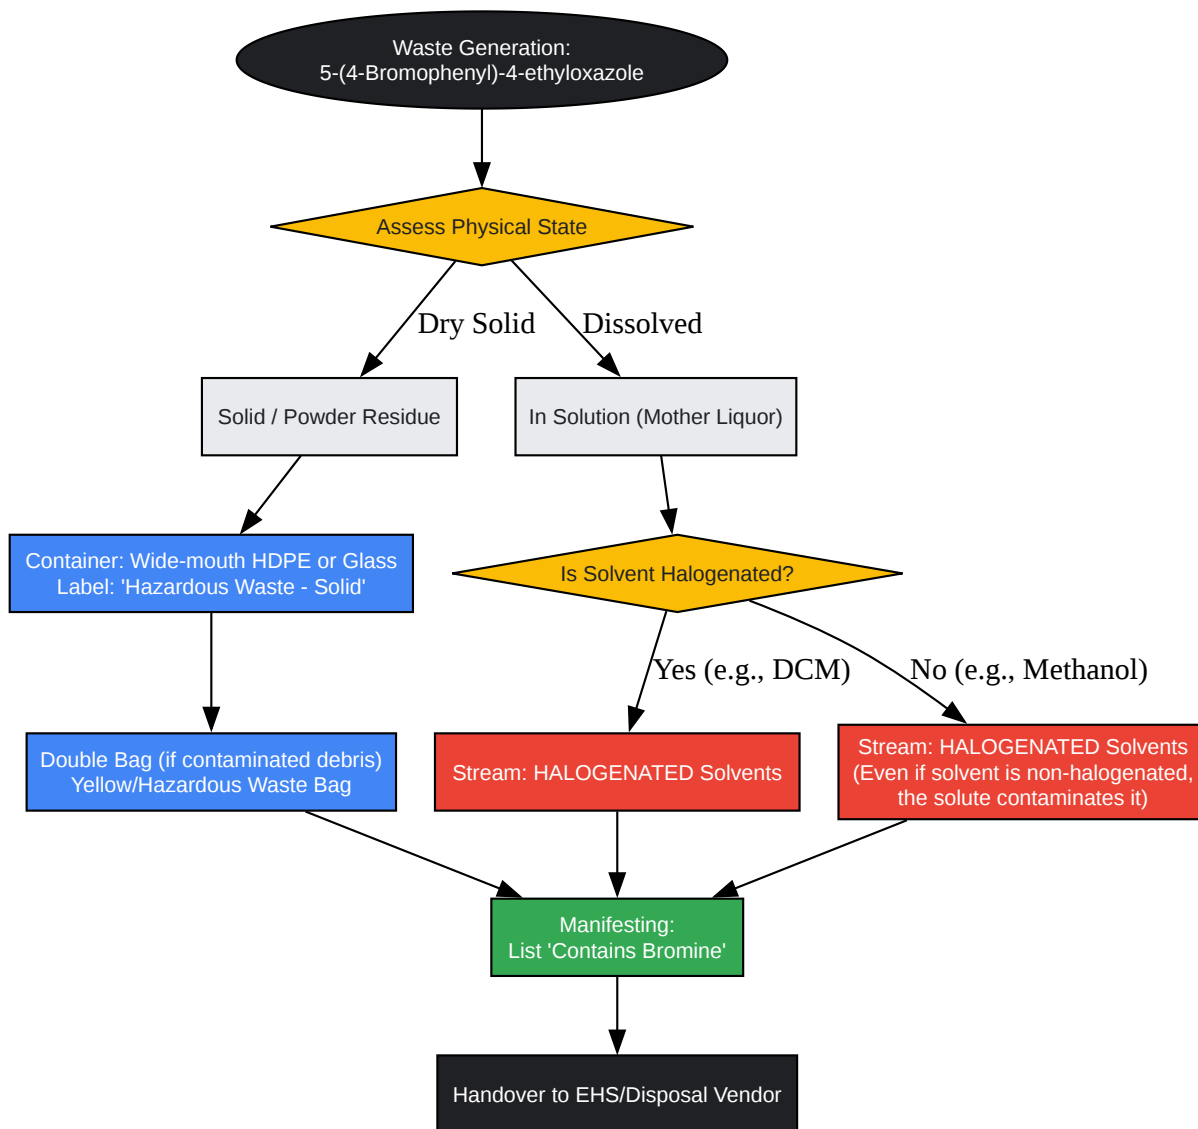 Waste Generation:
5-(4-Bromophenyl)-4-ethyloxazole
Assess Physical State
Dry Solid
Dissolved
Solid / Powder Residue
In Solution (Mother Liquor)
Container: Wide-mouth HDPE or Glass
Label: 'Hazardous Waste - Solid'
Is Solvent Halogenated?
Yes (e.g., DCM)
No (e.g., Methanol)
Double Bag (if contaminated debris)
Yellow/Hazardous Waste Bag
Stream: HALOGENATED Solvents
Stream: HALOGENATED Solvents
(Even if solvent is non-halogenated,
the solute contaminates it)
Manifesting:
List 'Contains Bromine'
Handover to EHS/Disposal Vendor